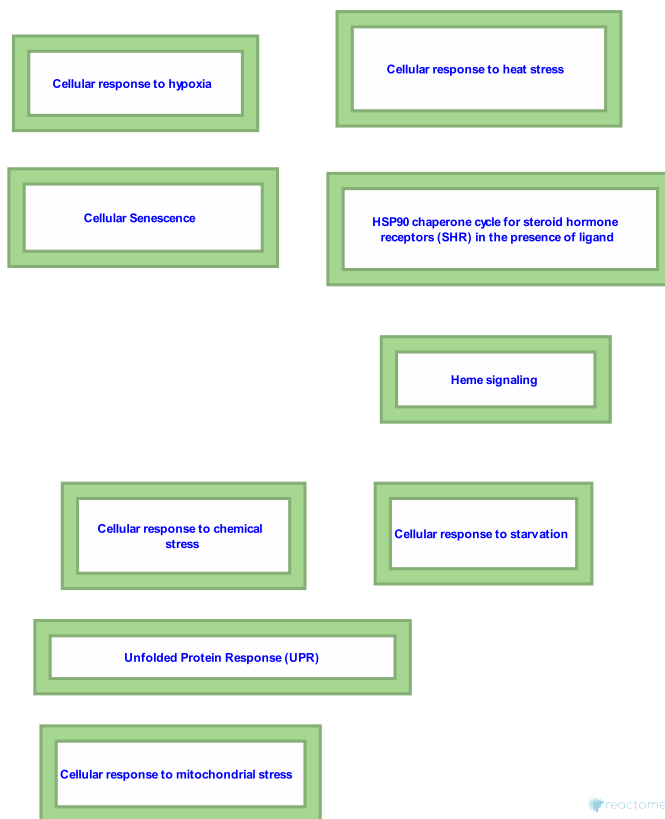 Cellular response to hypoxia
Cellular response to heat stress
Cellular Senescence
HSP90 chaperone cycle for steroid hormone
receptors (SHR) in the presence of ligand
Heme signaling
Cellular response to chemical
stress
Cellular response to starvation
Unfolded Protein Response (UPR)
Cellular response to mitochondrial stress
reactome